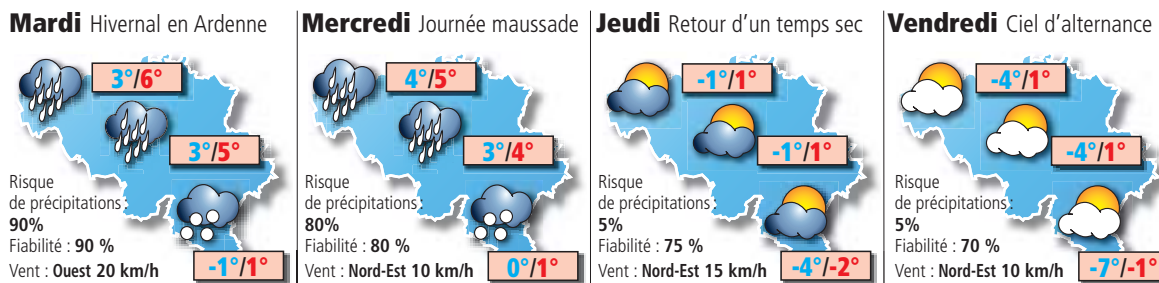 Mardi Hivernal en Ardenne
3°/6°
3°/5°
Risque
de précipitations :
90%
Fiabilité : 90 %
Vent : Ouest 20 km/h
-1°/1°
Mercredi Journée maussade
4°/5°
3°/4°
Risque
de précipitations :
80%
Fiabilité : 80 %
Vent : Nord-Est 10 km/h
0°/1°
Jeudi Retour d'un temps sec
-1°/1°
-1°/1°
Risque
de précipitations :
5%
Fiabilité : 75 %
Vent : Nord-Est 15 km/h
-4°/-2°
Vendredi Ciel d'alternance
-4°/1°
-4°/1°
Risque
de précipitations :
5%
Fiabilité : 70 %
Vent : Nord-Est 10 km/h
-7°/-1°